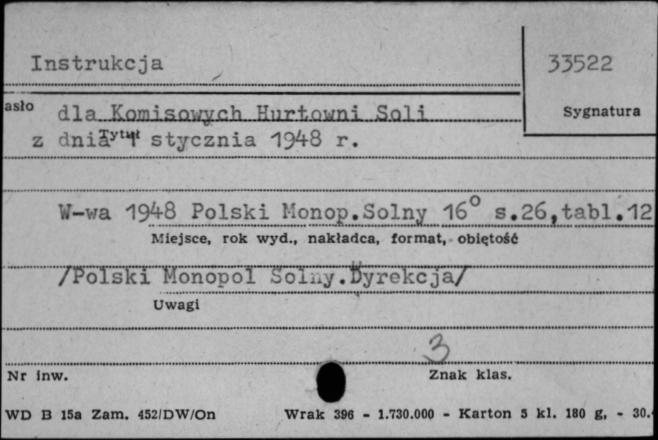 Instrukcja
33522
asło dla Komisowych Hurtowni Soli
Sygnatura
z dnia 1 stycznia 1948 r.
Tytuł
W-wa 1948 Polski Monop.Solny 16° s.26,tabl.12
Miejsce, rok wyd., nakładca, format, objętość
/Polski Monopol Solny.Dyrekcja/
Uwagi
3
Nr inw.
Znak klas.
WD B 15a Zam. 452/DW/On Wrak 396 - 1.730.000 - Karton 5 kl. 180 g, - 30.